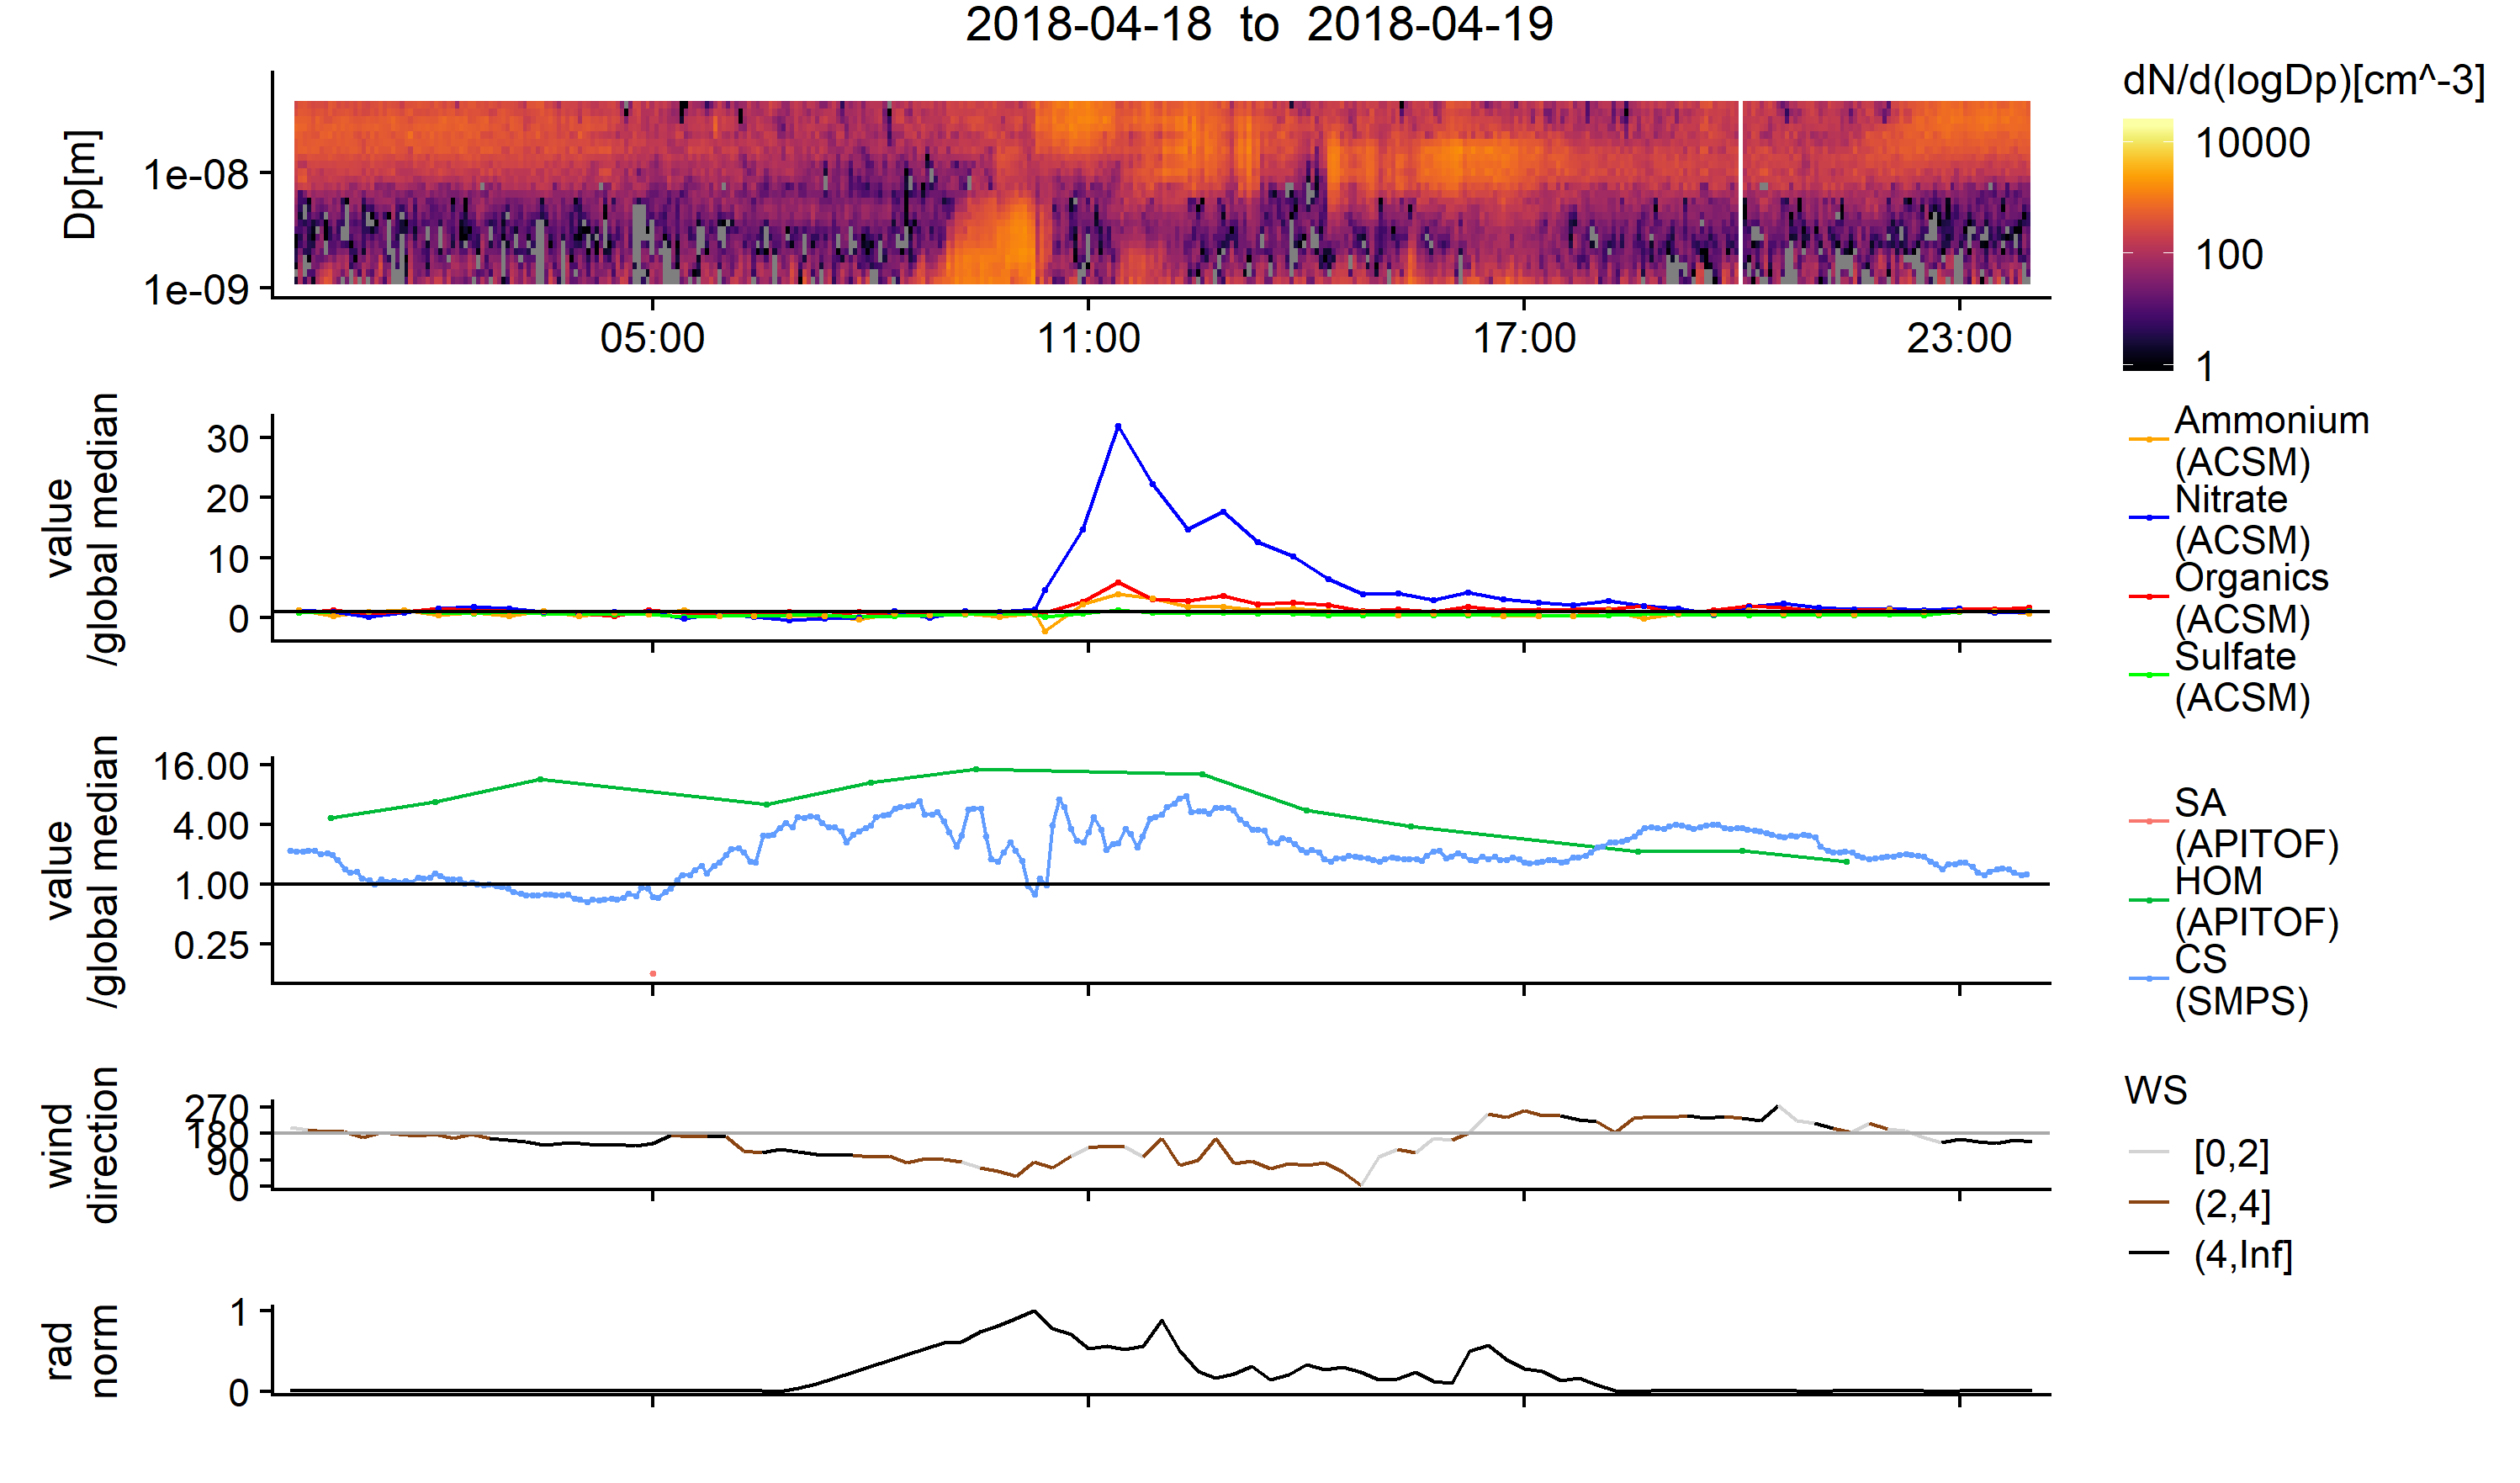 2018-04-18 to 2018-04-19
Dp[m]
1e-08
1e-09
05:00
11:00
17:00
23:00
dN/d(logDp)[cm^-3]
10000
100
1
value
/global median
30
20
10
0
Ammonium
(ACSM)
Nitrate
(ACSM)
Organics
(ACSM)
Sulfate
(ACSM)
value
/global median
16.00
4.00
1.00
0.25
SA
(APITOF)
HOM
(APITOF)
CS
(SMPS)
wind
direction
270
180
90
0
WS
[0,2]
(2,4]
(4,Inf]
rad
norm
1
0